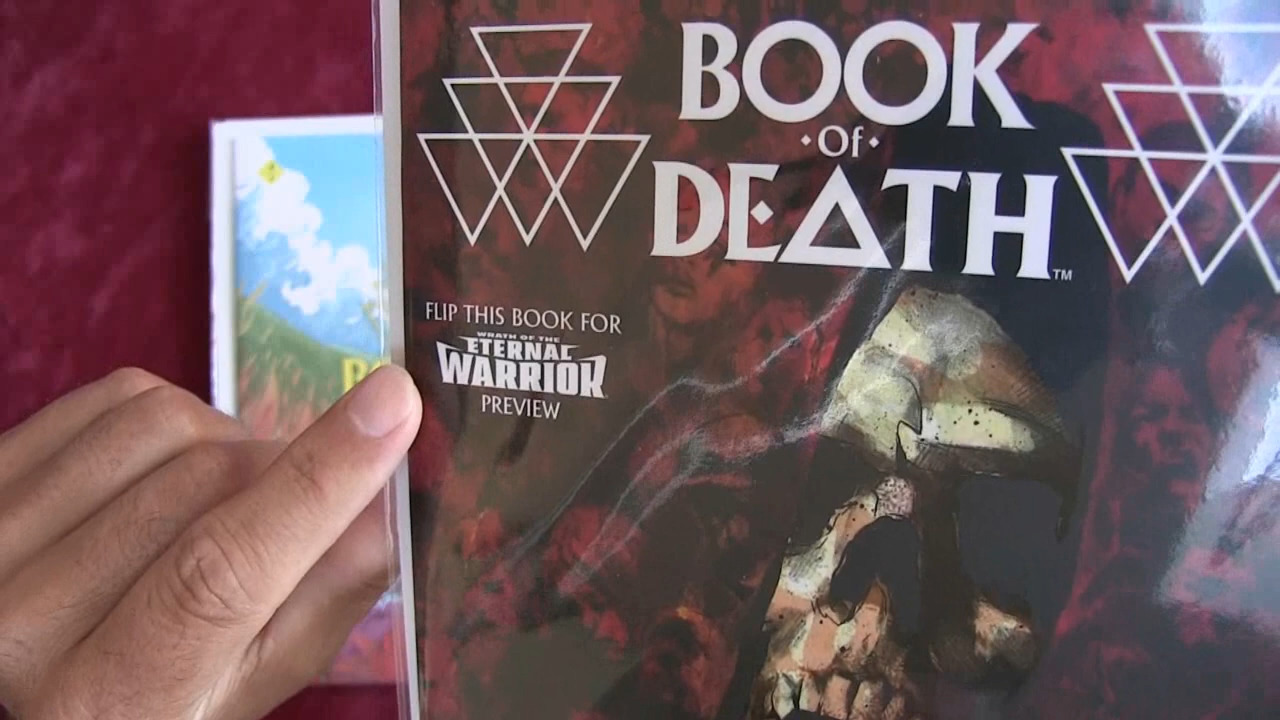 BOOK
•Of•
DEATH™
FLIP THIS BOOK FOR
WRATH OF THE
ETERNAL
WARRIOR
PREVIEW